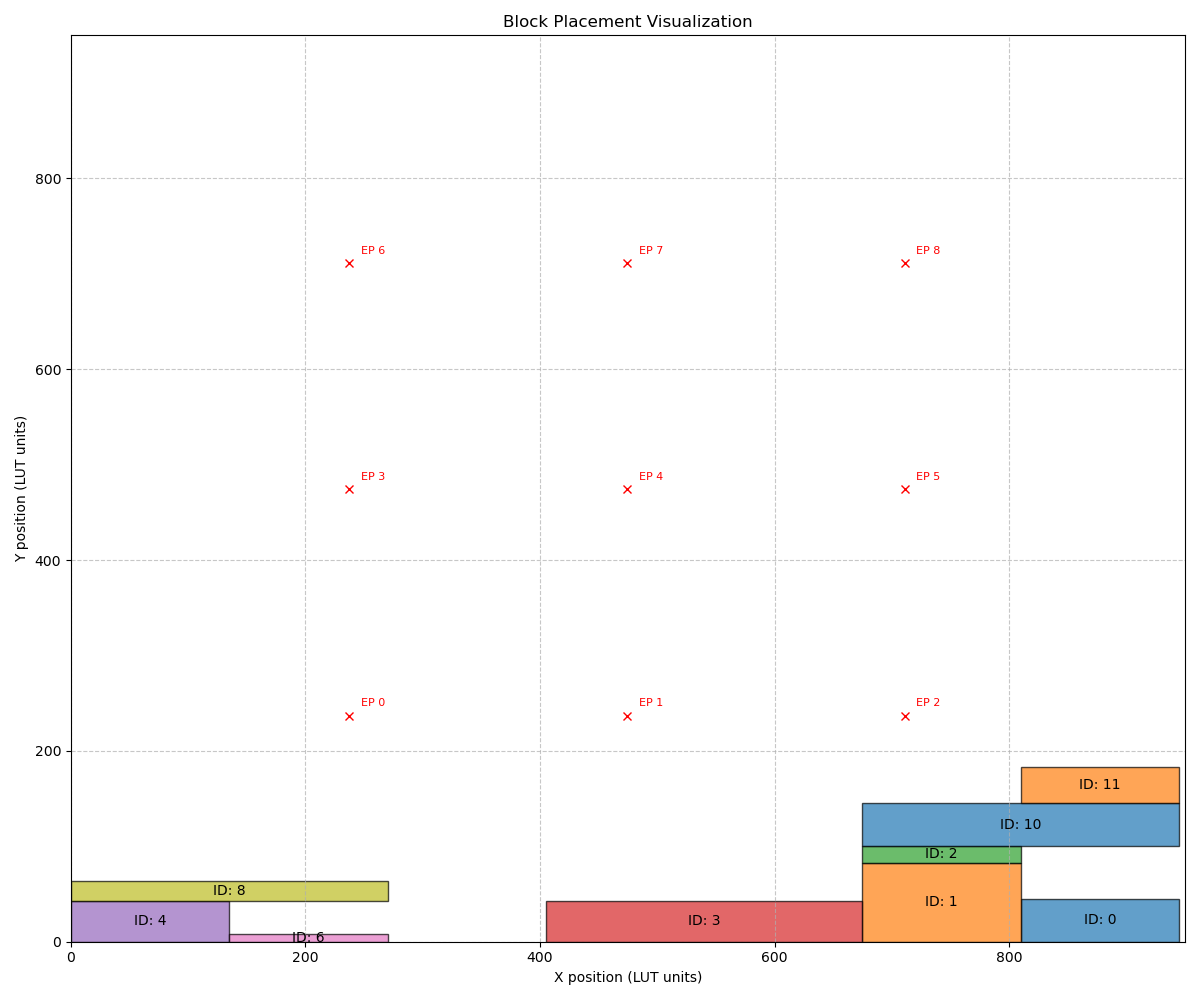 Block Placement Visualization
Y position (LUT units)
800
600
400
200
0
EP 6
EP 7
EP 8
EP 3
EP 4
EP 5
EP 0
EP 1
EP 2
ID: 11
ID: 10
ID: 2
ID: 1
ID: 0
ID: 3
ID: 8
ID: 4
ID: 6
0
200
400
600
800
X position (LUT units)